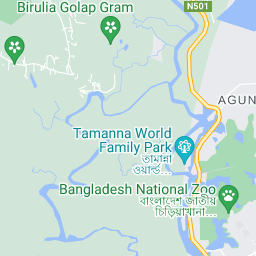 Birulia Golap Gram
N501
AGUN
Tamanna World
Family Park
তামান্না
ওয়ার্ল্ড...
Bangladesh National Zoo
বাংলাদেশ জাতীয়
চিড়িয়াখানা...